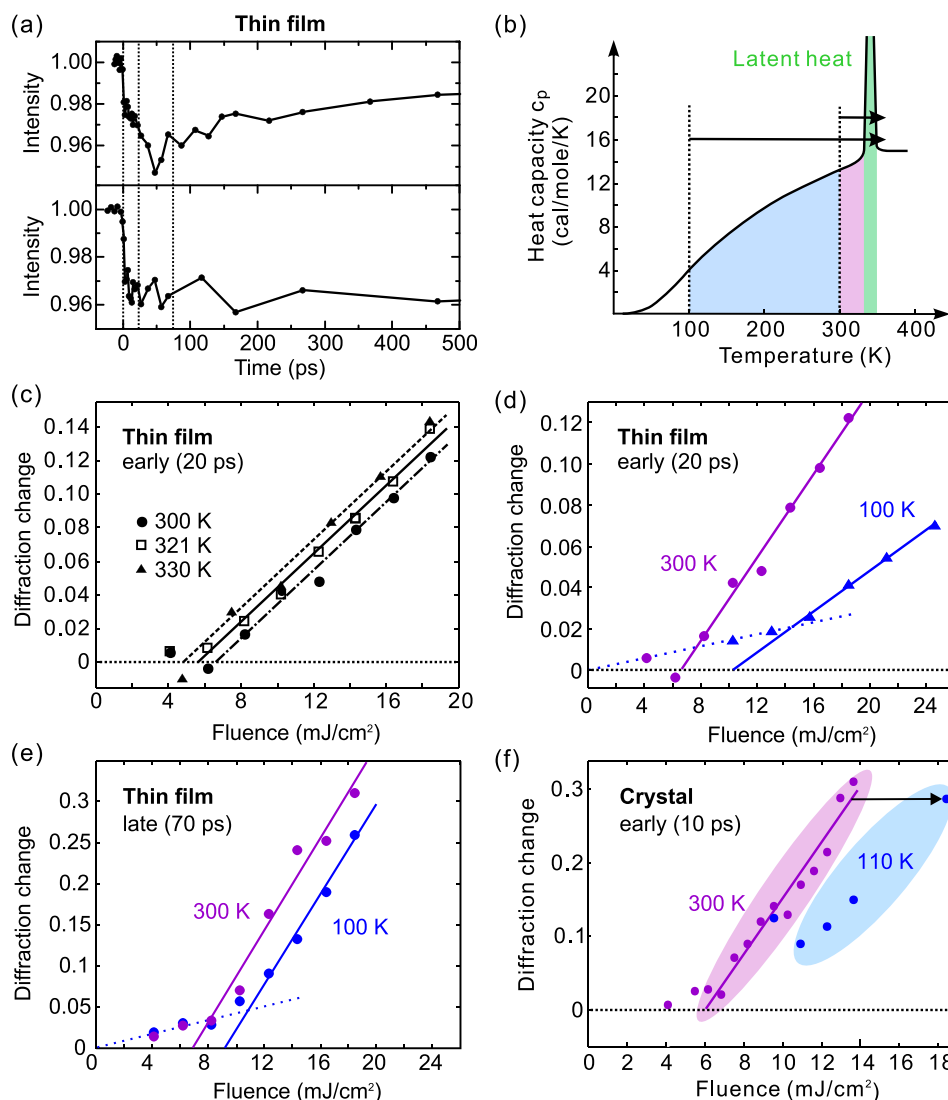 (a)
Thin film
1.00
0.98
0.96
Intensity
1.00
0.98
0.96
Intensity
0
100
200
300
400
500
Time (ps)
(b)
Latent heat
20
16
12
8
4
Heat capacity cp
(cal/mole/K)
100
200
300
400
Temperature (K)
(c)
Thin film
early (20 ps)
300 K
321 K
330 K
0.14
0.12
0.10
0.08
0.06
0.04
0.02
0
Diffraction change
0
4
8
12
16
20
Fluence (mJ/cm²)
(d)
Thin film
early (20 ps)
300 K
100 K
0.12
0.10
0.08
0.06
0.04
0.02
0
Diffraction change
0
4
8
12
16
20
24
Fluence (mJ/cm²)
(e)
Thin film
late (70 ps)
300 K
100 K
0.3
0.25
0.2
0.15
0.1
0.05
0
Diffraction change
0
4
8
12
16
20
24
Fluence (mJ/cm²)
(f)
Crystal
early (10 ps)
300 K
110 K
0.3
0.2
0.1
0
Diffraction change
0
2
4
6
8
10
12
14
16
18
Fluence (mJ/cm²)